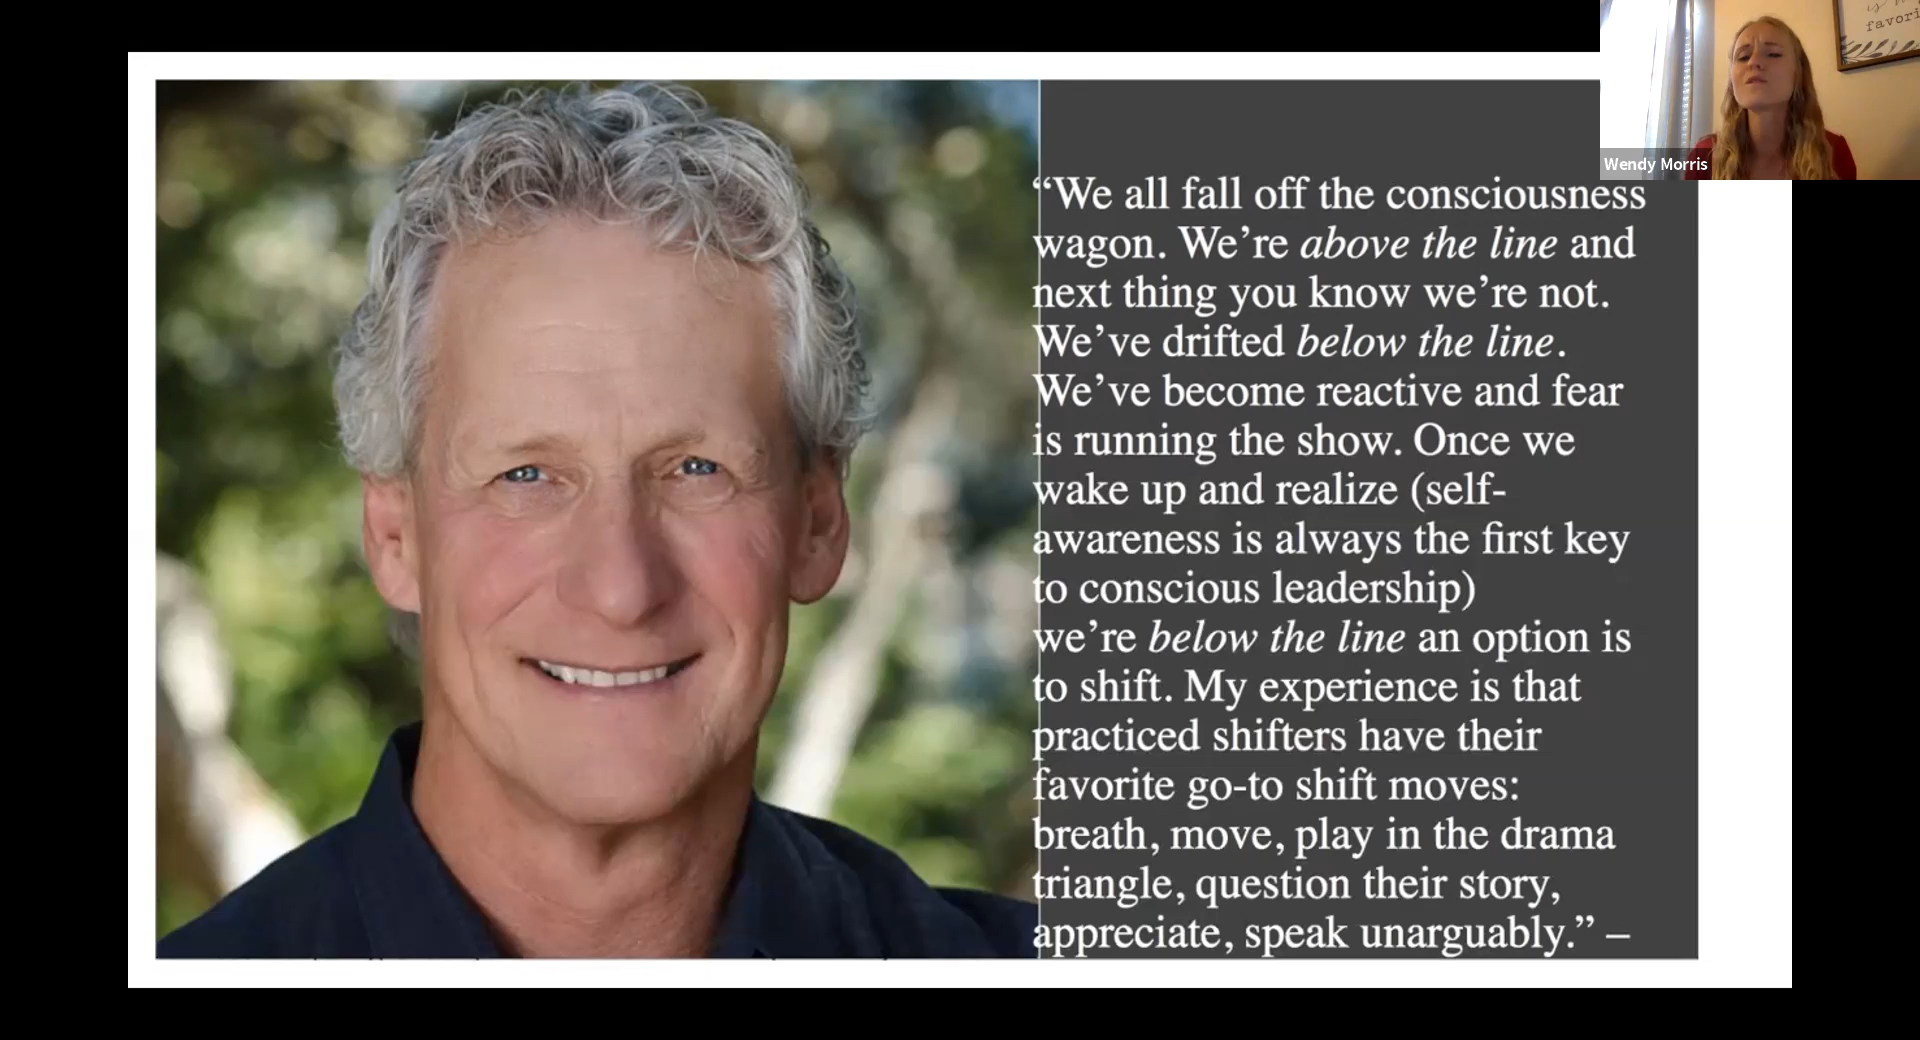 favori
Wendy Morris
“We all fall off the consciousness
wagon. We’re above the line and
next thing you know we’re not.
We’ve drifted below the line.
We’ve become reactive and fear
is running the show. Once we
wake up and realize (self-
awareness is always the first key
to conscious leadership)
we’re below the line an option is
to shift. My experience is that
practiced shifters have their
favorite go-to shift moves:
breath, move, play in the drama
triangle, question their story,
appreciate, speak unarguably.” –